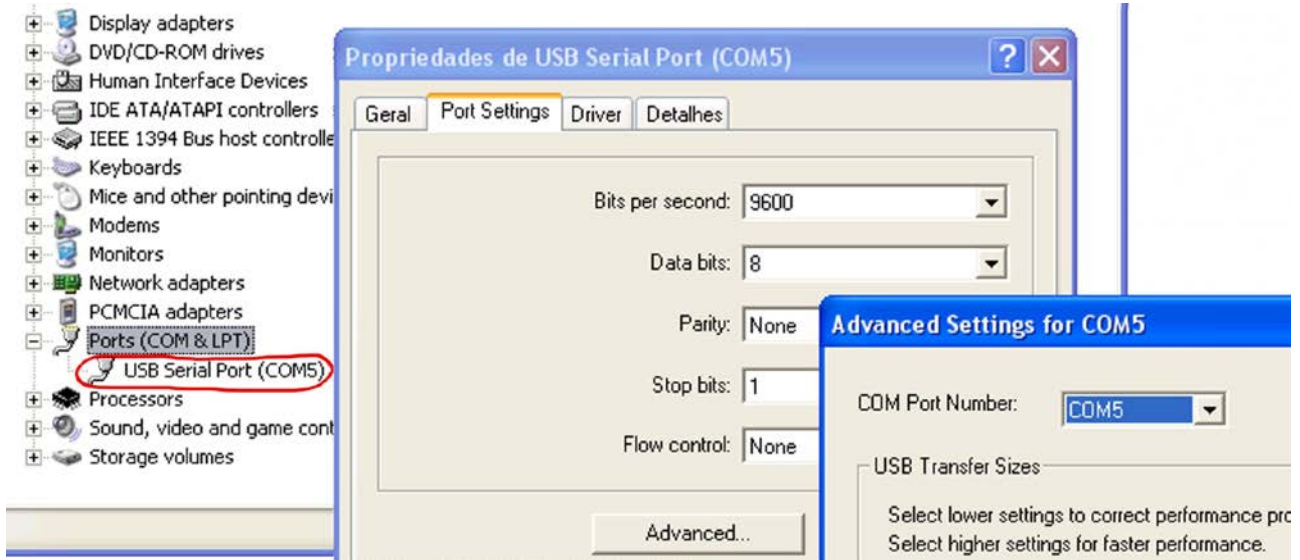 Display adapters
DVD/CD-ROM drives
Human Interface Devices
IDE ATA/ATAPI controllers
IEEE 1394 Bus host controlle
Keyboards
Mice and other pointing devi
Modems
Monitors
Network adapters
PCMCIA adapters
Ports (COM & LPT)
USB Serial Port (COM5)
Processors
Sound, video and game cont
Storage volumes
Propriedades de USB Serial Port (COM5)
Geral Port Settings Driver Detalhes
Bits per second: 9600
Data bits: 8
Parity: None
Stop bits: 1
Flow control: None
Advanced...
Advanced Settings for COM5
COM Port Number: COM5
USB Transfer Sizes
Select lower settings to correct performance pro
Select higher settings for faster performance.